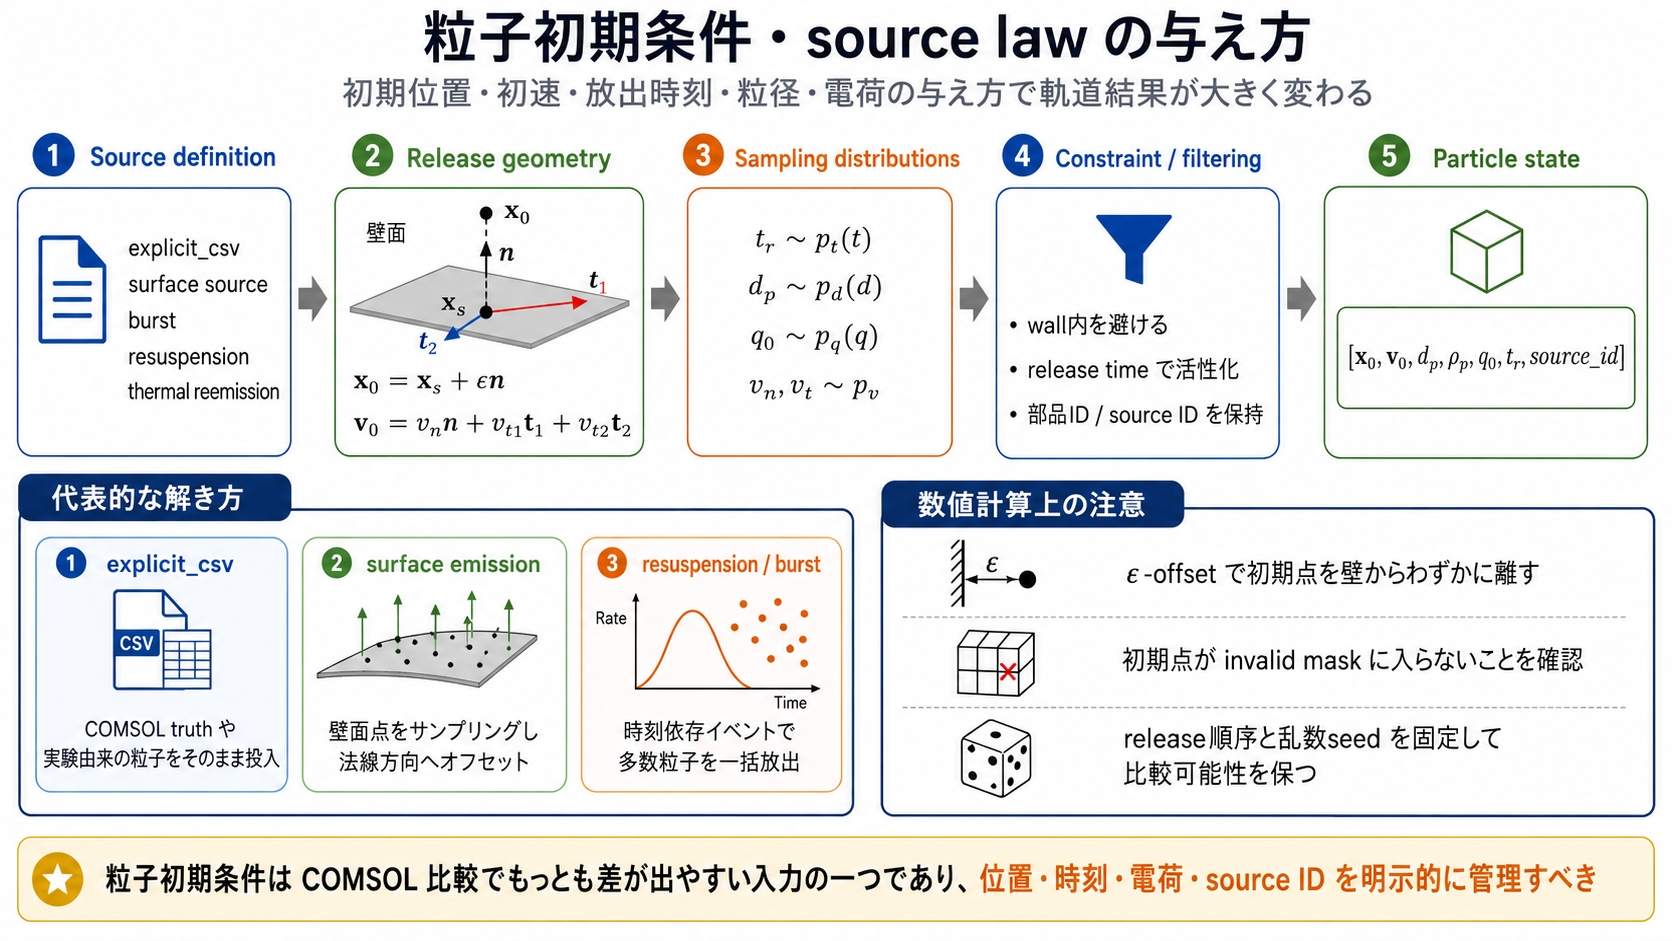 粒子初期条件・source law の与え方
初期位置・初速・放出時刻・粒径・電荷の与え方で軌道結果が大きく変わる
1 Source definition
explicit_csv
surface source
burst
resuspension
thermal reemission
2 Release geometry
壁面
x₀
n
t₁
xₛ
t₂
x₀ = xₛ + ϵn
v₀ = vₙn + vₜ₁t₁ + vₜ₂t₂
3 Sampling distributions
tᵣ ∼ pₜ(t)
d_p ∼ p_d(d)
q₀ ∼ p_q(q)
vₙ, vₜ ∼ pᵥ
4 Constraint / filtering
• wall内を避ける
• release time で活性化
• 部品ID / source ID を保持
5 Particle state
[x₀, v₀, d_p, ρ_p, q₀, tᵣ, source_id]
代表的な解き方
1 explicit_csv
CSV
COMSOL truth や
実験由来の粒子をそのまま投入
2 surface emission
壁面点をサンプリングし
法線方向へオフセット
3 resuspension / burst
Rate
Time
時刻依存イベントで
多数粒子を一括放出
数値計算上の注意
ε
ϵ-offset で初期点を壁からわずかに離す
初期点が invalid mask に入らないことを確認
release順序と乱数seed を固定して
比較可能性を保つ
粒子初期条件は COMSOL 比較でもっとも差が出やすい入力の一つであり、位置・時刻・電荷・source ID を明示的に管理すべき